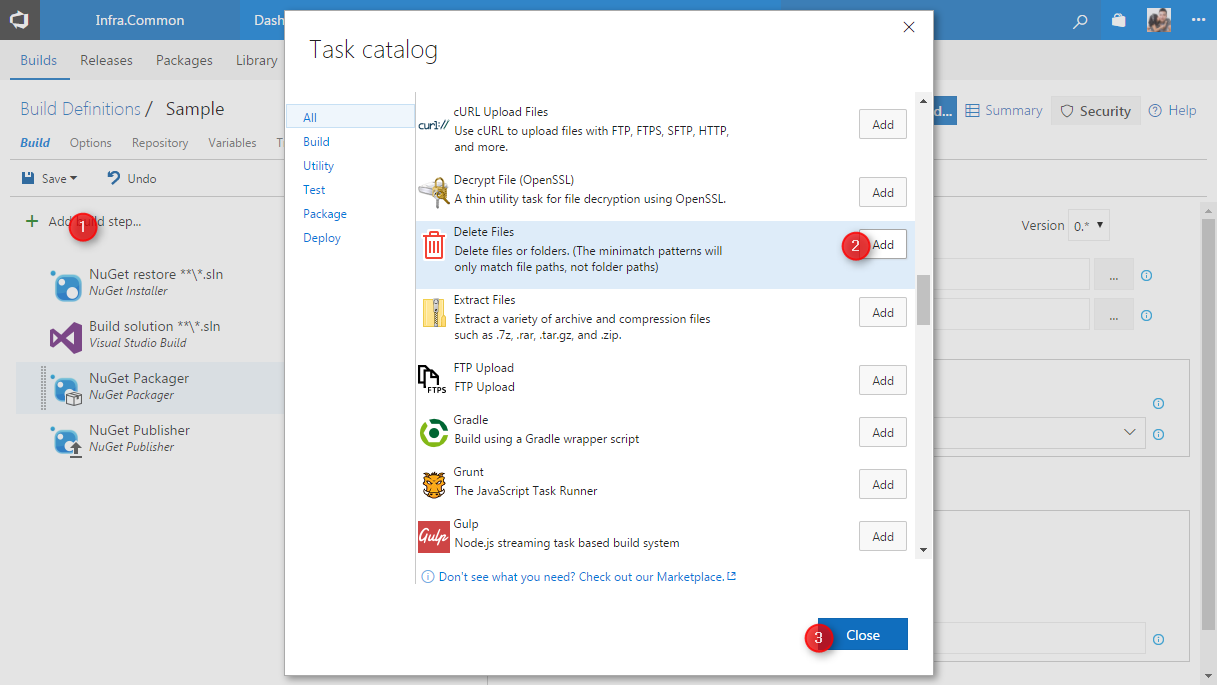 Infra.Common
Dash
Builds
Releases
Packages
Library
Build Definitions / Sample
Build
Options
Repository
Variables
Save
Undo
Add build step...
1
NuGet restore **\*.sln
NuGet Installer
Build solution **\*.sln
Visual Studio Build
NuGet Packager
NuGet Packager
NuGet Publisher
NuGet Publisher
Task catalog
All
Build
Utility
Test
Package
Deploy
curl://
cURL Upload Files
Use cURL to upload files with FTP, FTPS, SFTP, HTTP,
and more.
Add
Decrypt File (OpenSSL)
A thin utility task for file decryption using OpenSSL.
Add
Delete Files
Delete files or folders. (The minimatch patterns will
only match file paths, not folder paths)
2
Add
Extract Files
Extract a variety of archive and compression files
such as .7z, .rar, .tar.gz, and .zip.
Add
FTPS
FTP Upload
FTP Upload
Add
Gradle
Build using a Gradle wrapper script
Add
Grunt
The JavaScript Task Runner
Add
Gulp
Gulp
Node.js streaming task based build system
Add
Don't see what you need? Check out our Marketplace.
3
Close
d...
Summary
Security
Help
Version
0.*
...
...